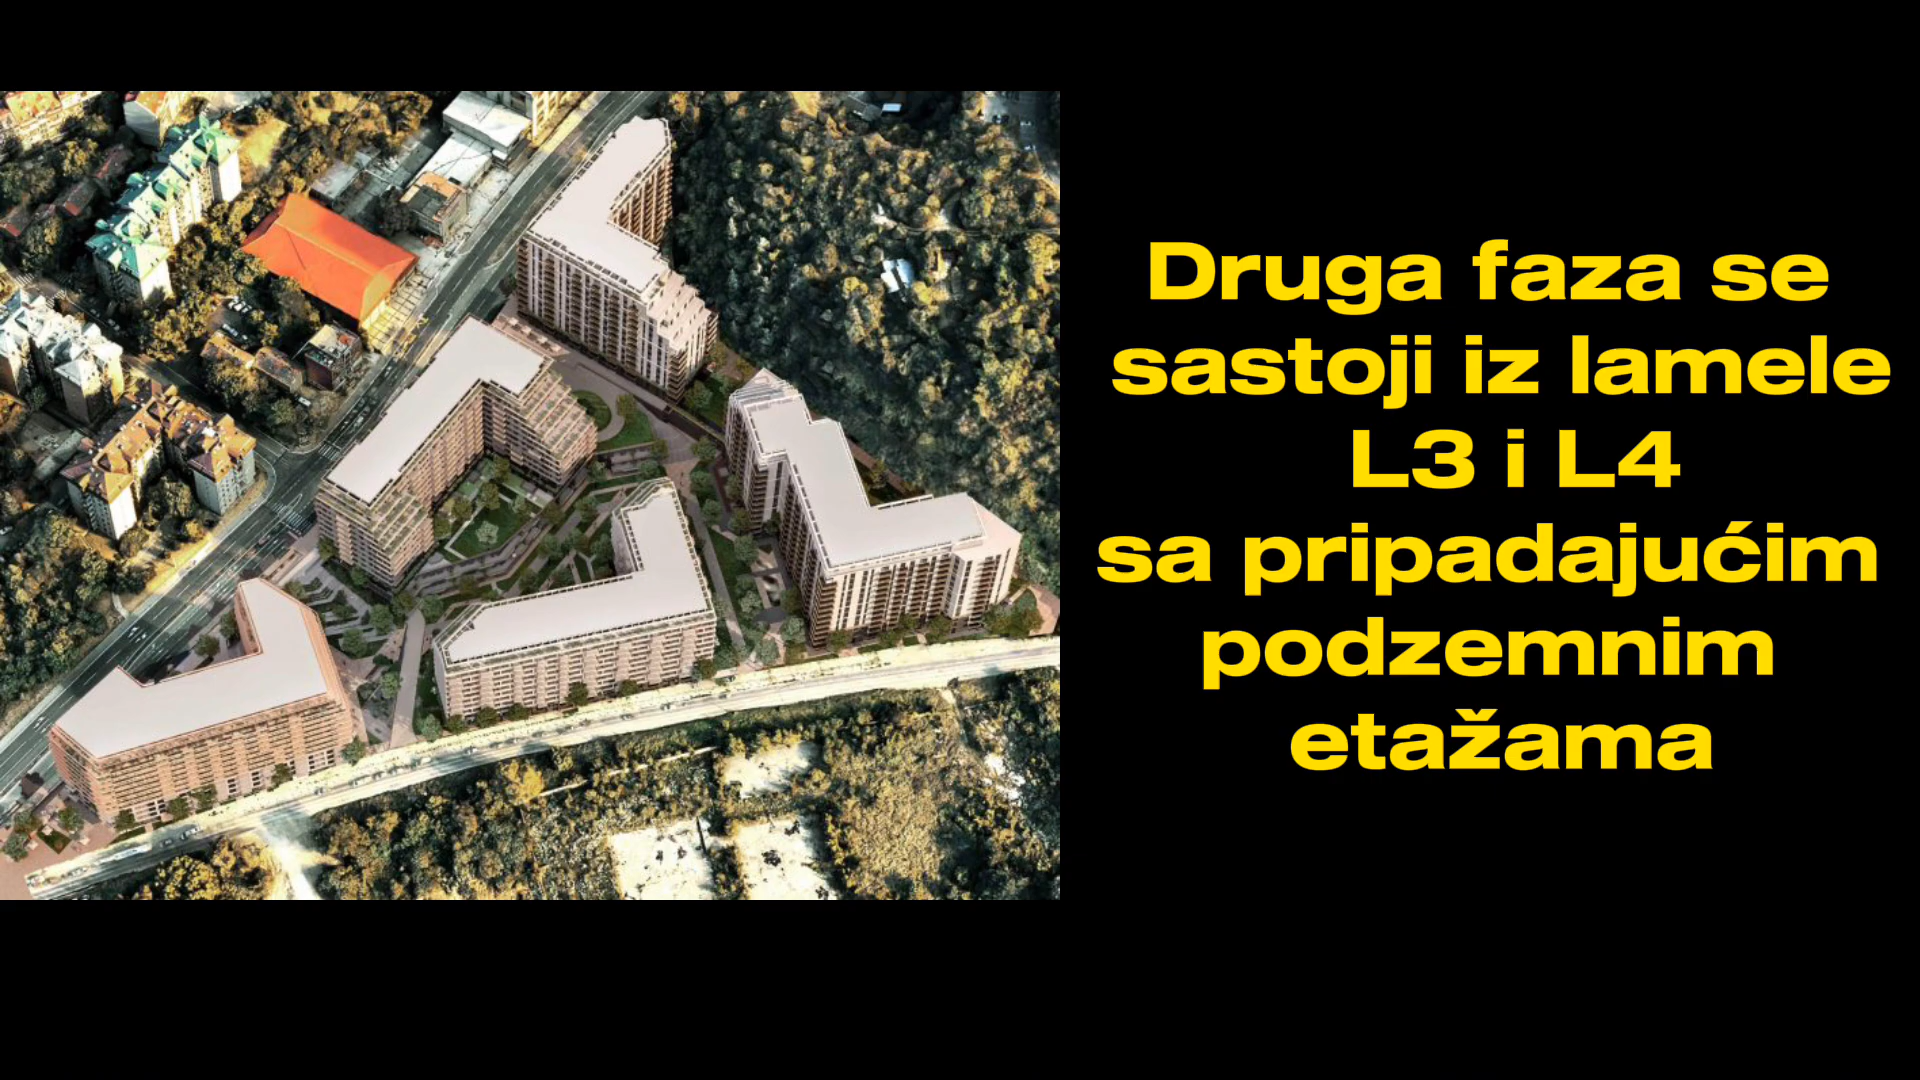 Druga faza se
sastoji iz lamele
L3 i L4
sa pripadajućim
podzemnim
etažama